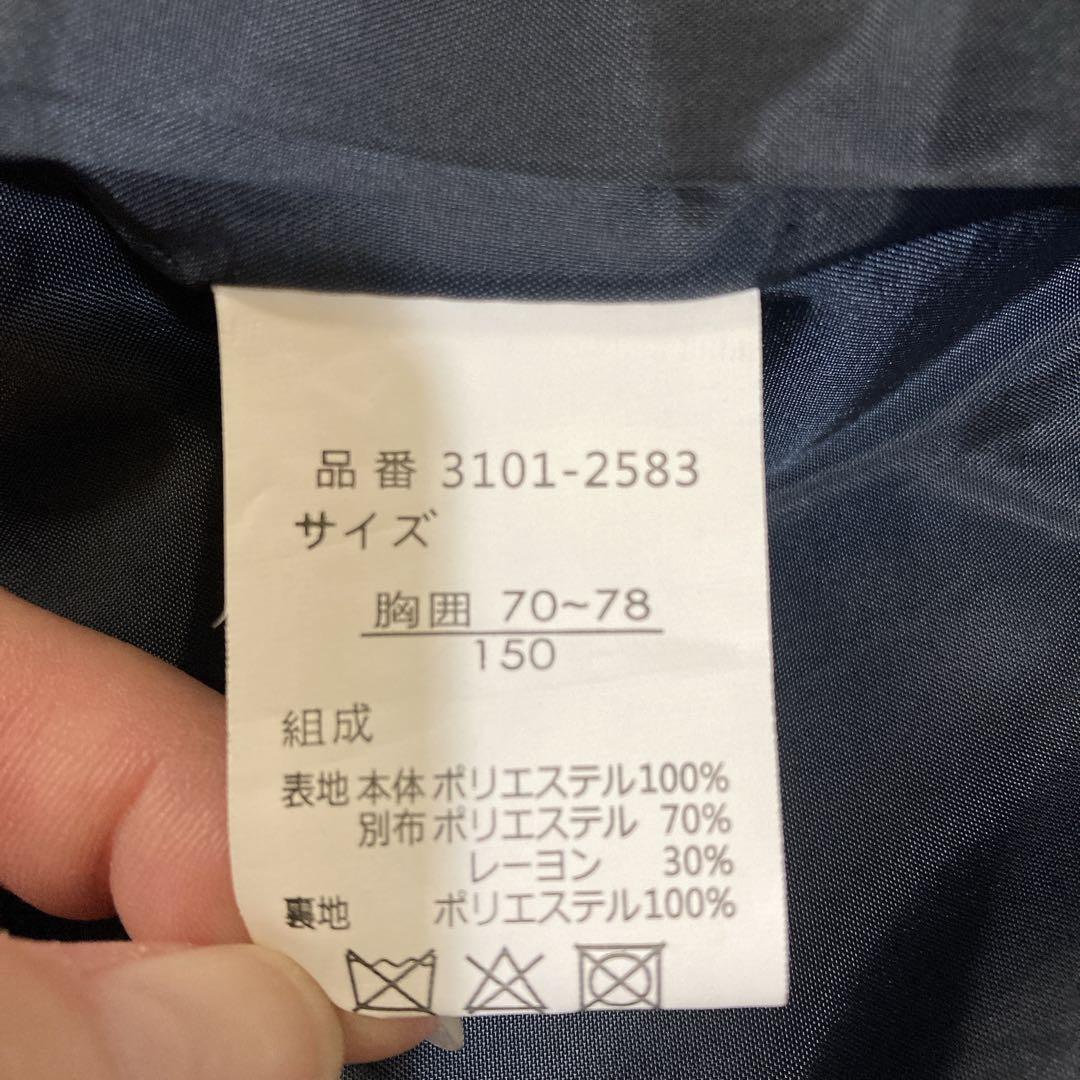 品番 3101-2583
サイズ
胸囲 70~78
150
組成
表地 本体 ポリエステル100%
別布 ポリエステル 70%
レーヨン 30%
裏地 ポリエステル100%